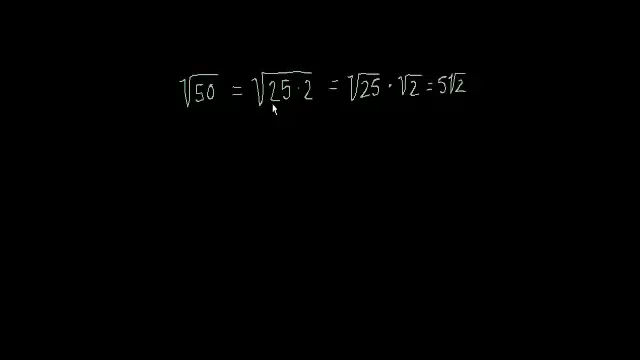 √50 = √25·2 = √25 · √2 = 5√2